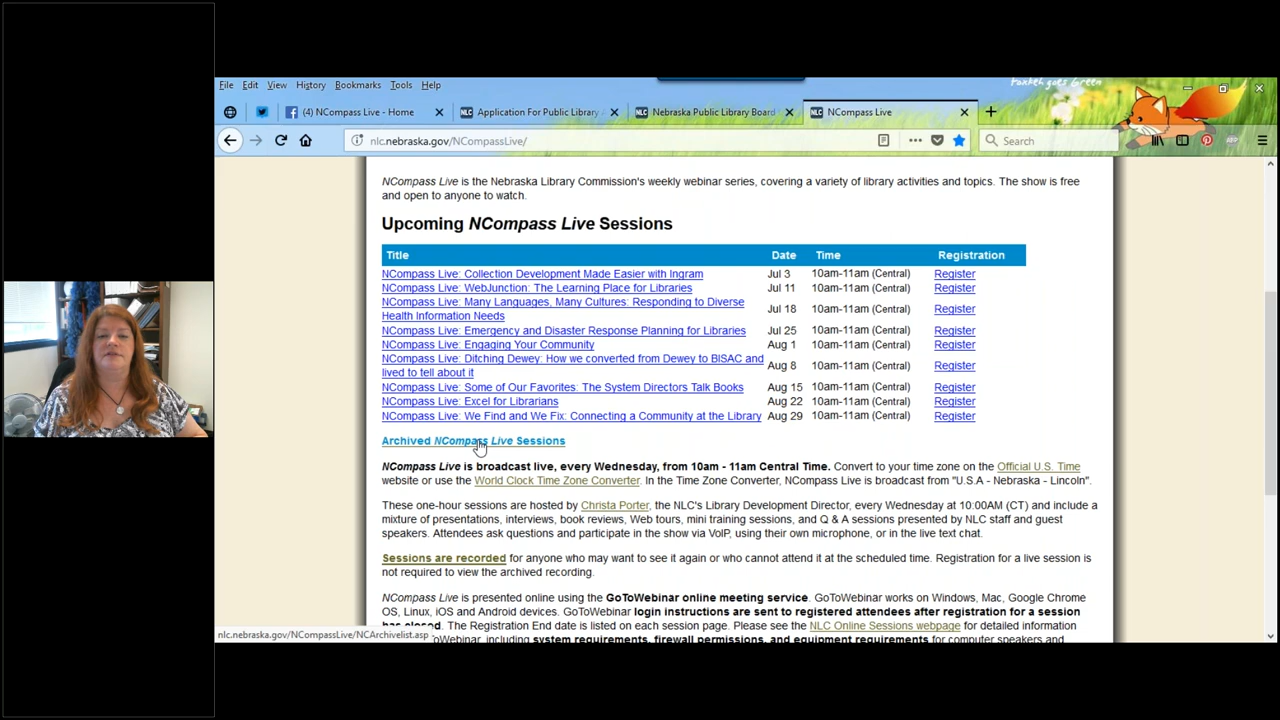 Foxkeh goes Green
File Edit View History Bookmarks Tools Help
(4) NCompass Live - Home
Application For Public Library
Nebraska Public Library Board
NCompass Live
nlc.nebraska.gov/NCompassLive/
Search
NCompass Live is the Nebraska Library Commission's weekly webinar series, covering a variety of library activities and topics. The show is free
and open to anyone to watch.
Upcoming NCompass Live Sessions
Title Date Time Registration
NCompass Live: Collection Development Made Easier with Ingram Jul 3 10am-11am (Central) Register
NCompass Live: WebJunction: The Learning Place for Libraries Jul 11 10am-11am (Central) Register
NCompass Live: Many Languages, Many Cultures: Responding to Diverse
Health Information Needs Jul 18 10am-11am (Central) Register
NCompass Live: Emergency and Disaster Response Planning for Libraries Jul 25 10am-11am (Central) Register
NCompass Live: Engaging Your Community Aug 1 10am-11am (Central) Register
NCompass Live: Ditching Dewey: How we converted from Dewey to BISAC and
lived to tell about it Aug 8 10am-11am (Central) Register
NCompass Live: Some of Our Favorites: The System Directors Talk Books Aug 15 10am-11am (Central) Register
NCompass Live: Excel for Librarians Aug 22 10am-11am (Central) Register
NCompass Live: We Find and We Fix: Connecting a Community at the Library Aug 29 10am-11am (Central) Register
Archived NCompass Live Sessions
NCompass Live is broadcast live, every Wednesday, from 10am - 11am Central Time. Convert to your time zone on the Official U.S. Time
website or use the World Clock Time Zone Converter. In the Time Zone Converter, NCompass Live is broadcast from "U.S.A - Nebraska - Lincoln".
These one-hour sessions are hosted by Christa Porter, the NLC's Library Development Director, every Wednesday at 10:00AM (CT) and include a
mixture of presentations, interviews, book reviews, Web tours, mini training sessions, and Q & A sessions presented by NLC staff and guest
speakers. Attendees ask questions and participate in the show via VoIP, using their own microphone, or in the live text chat.
Sessions are recorded for anyone who may want to see it again or who cannot attend it at the scheduled time. Registration for a live session is
not required to view the archived recording.
NCompass Live is presented online using the GoToWebinar online meeting service. GoToWebinar works on Windows, Mac, Google Chrome
OS, Linux, iOS and Android devices. GoToWebinar login instructions are sent to registered attendees after registration for a session
has closed. The Registration End date is listed on each session page. Please see the NLC Online Sessions webpage for detailed information
GoToWebinar, including system requirements, firewall permissions, and equipment requirements for computer speakers and
nlc.nebraska.gov/NCompassLive/NCArchivelist.asp